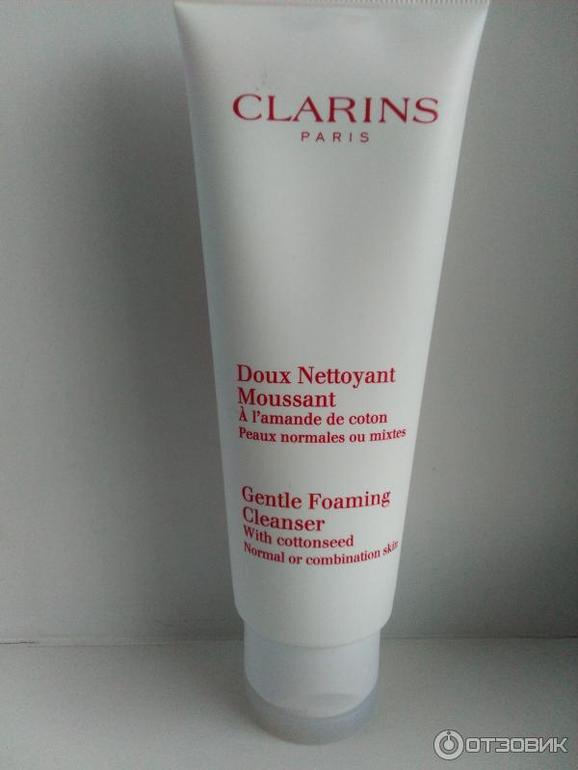 CLARINS
PARIS
Doux Nettoyant
Moussant
À l'amande de coton
Peaux normales ou mixtes
Gentle Foaming
Cleanser
With cottonseed
Normal or combination skin
ОТЗОВИК